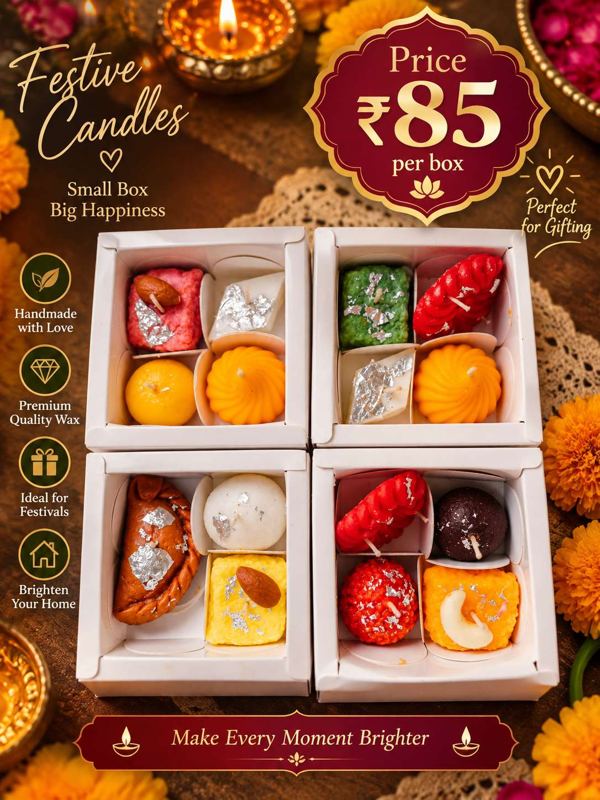 Festive
Candles
Small Box
Big Happiness
Price
₹85
per box
Perfect
for Gifting
Handmade
with Love
Premium
Quality Wax
Ideal for
Festivals
Brighten
Your Home
Make Every Moment Brighter